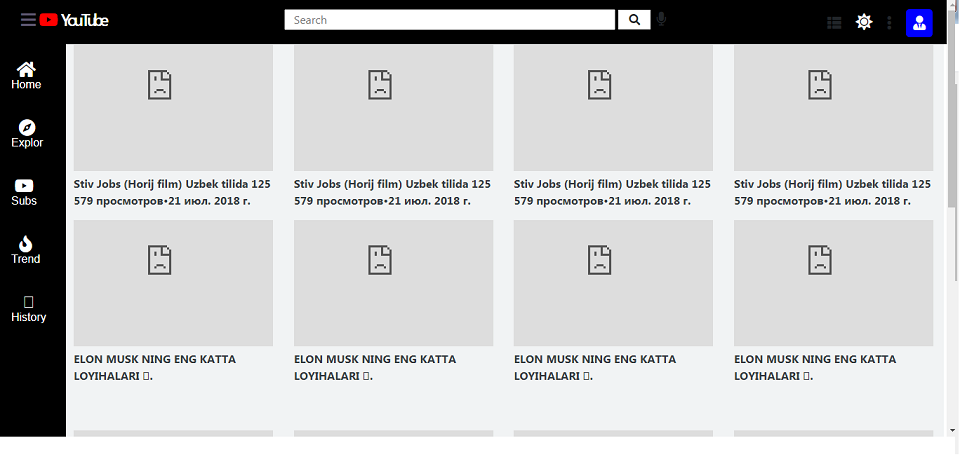 YouTube
Search
Home
Explor
Subs
Trend
History
Stiv Jobs (Horij film) Uzbek tilida 125
579 просмотров•21 июл. 2018 г.
Stiv Jobs (Horij film) Uzbek tilida 125
579 просмотров•21 июл. 2018 г.
Stiv Jobs (Horij film) Uzbek tilida 125
579 просмотров•21 июл. 2018 г.
Stiv Jobs (Horij film) Uzbek tilida 125
579 просмотров•21 июл. 2018 г.
ELON MUSK NING ENG KATTA
LOYIHALARI ▯.
ELON MUSK NING ENG KATTA
LOYIHALARI ▯.
ELON MUSK NING ENG KATTA
LOYIHALARI ▯.
ELON MUSK NING ENG KATTA
LOYIHALARI ▯.